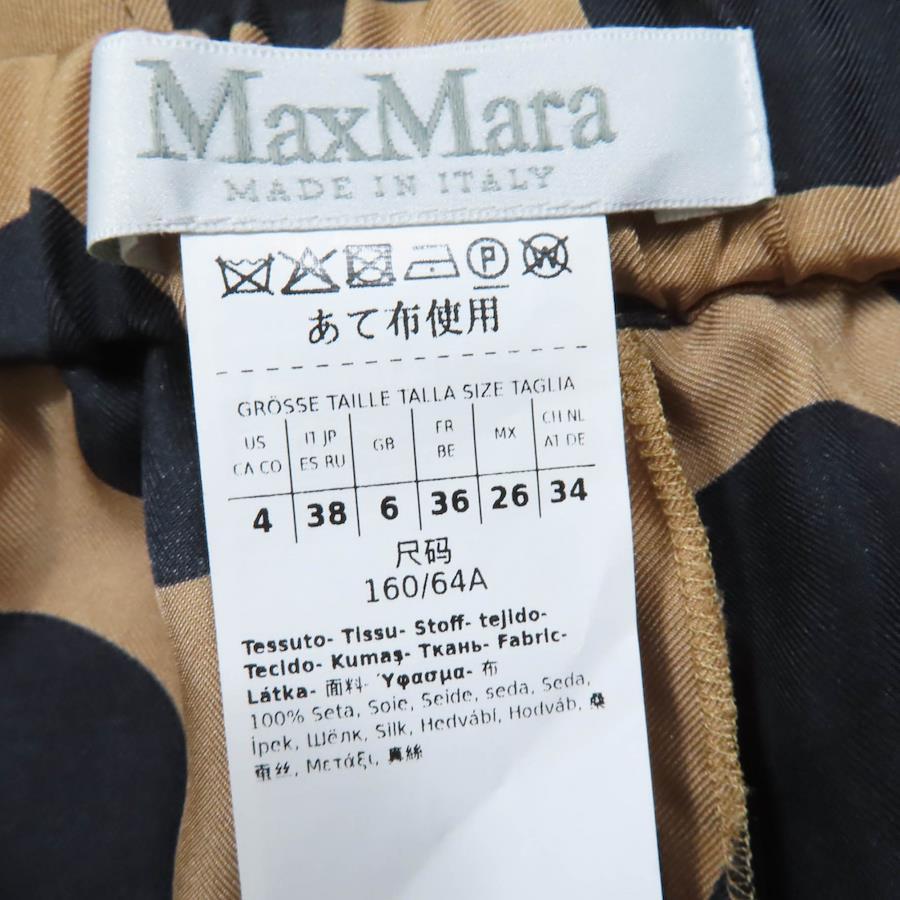 MaxMara
MADE IN ITALY
P
W
あて布使用
GRÖSSE TAILLE TALLA SIZE TAGLIA
US CA CO
IT JP ES RU
GB
FR BE
MX
CH NL AT DE
4 38 6 36 26 34
尺码
160/64A
Tessuto- Tissu- Stoff- tejido-
Tecido- Kumaş- Ткань- Fabric-
Látka- 面料- Ύφασμα- 布
100% Seta, Soie, Seide, seda, Seda,
İpek, Шёлк, Silk, Hedvábí, Hodváb, 桑
蚕丝, Μετάξι, 真絲